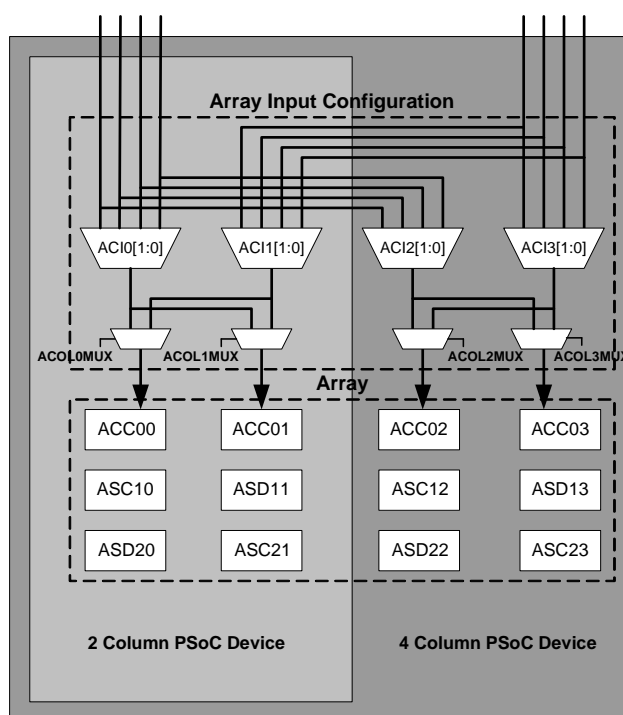 Array Input Configuration
ACI0[1:0] ACI1[1:0] ACI2[1:0] ACI3[1:0]
ACOL0MUX ACOL1MUX ACOL2MUX ACOL3MUX
Array
ACC00 ACC01 ACC02 ACC03
ASC10 ASD11 ASC12 ASD13
ASD20 ASC21 ASD22 ASC23
2 Column PSoC Device 4 Column PSoC Device